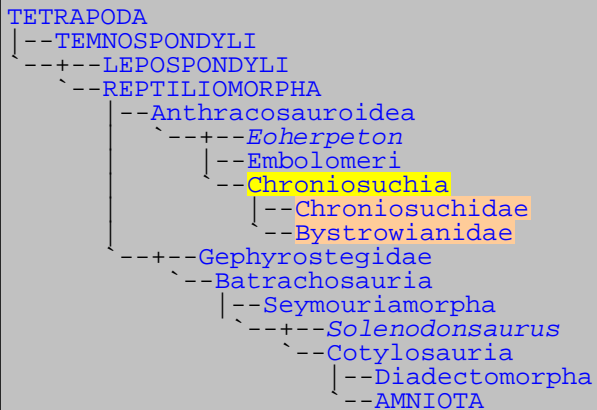 TETRAPODA
|--TEMNOSPONDYLI
`--+--LEPOSPONDYLI
   `--REPTILIOMORPHA
      |--Anthracosauroidea
      |  `--+--Eoherpeton
      |     |--Embolomeri
      |     `--Chroniosuchia
      |        |--Chroniosuchidae
      |        `--Bystrowianidae
      `--+--Gephyrostegidae
         `--Batrachosauria
            |--Seymouriamorpha
            `--+--Solenodonsaurus
               `--Cotylosauria
                  |--Diadectomorpha
                  `--AMNIOTA